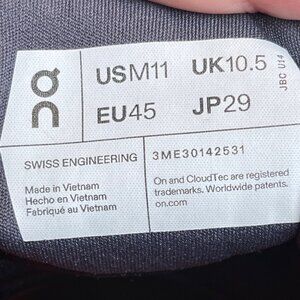 on
USM11 UK10.5
EU45 JP29
JBC U14
SWISS ENGINEERING
3ME30142531
Made in Vietnam
Hecho en Vietnam
Fabriqué au Vietnam
On and CloudTec are registered
trademarks. Worldwide patents.
on.com